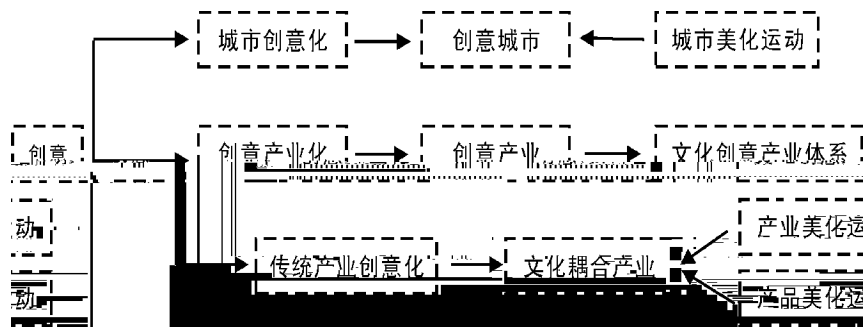 城市创意化
创意城市
城市美化运动
创意
创意产业化
创意产业
文化创意产业体系
动
产业美化运
传统产业创意化
文化耦合产业
动
产品美化运